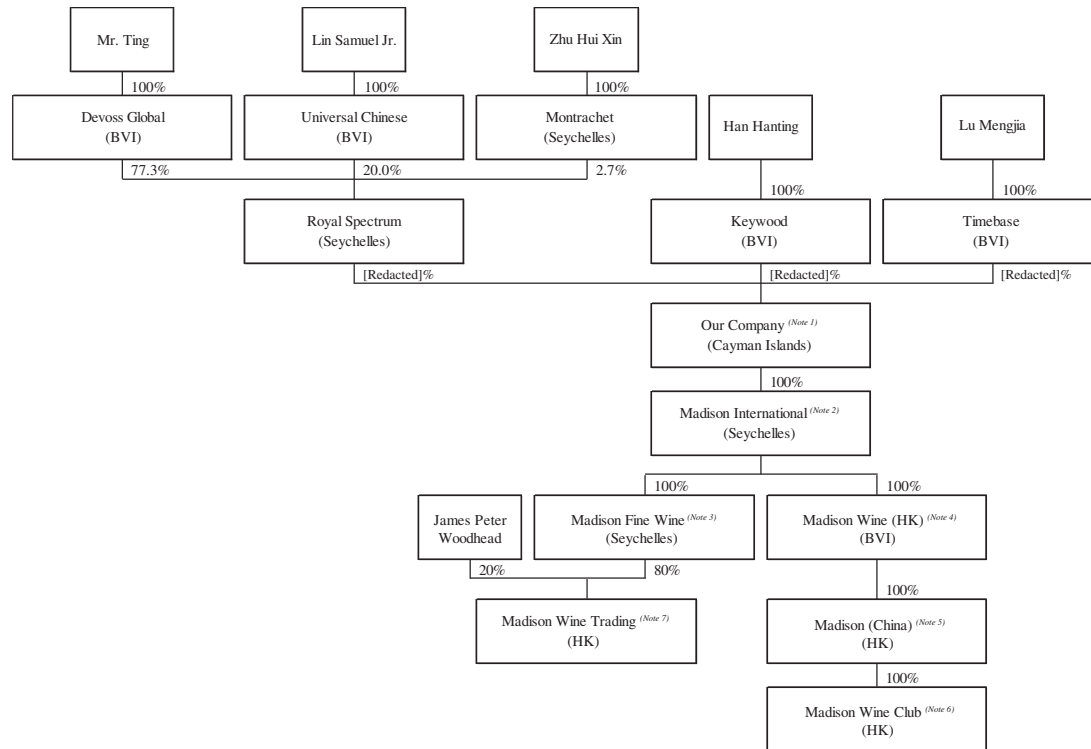 Mr. Ting
Lin Samuel Jr.
Zhu Hui Xin
100%
100%
100%
Devoss Global
(BVI)
Universal Chinese
(BVI)
Montrachet
(Seychelles)
Han Hanting
Lu Mengjia
77.3%
20.0%
2.7%
100%
100%
Royal Spectrum
(Seychelles)
Keywood
(BVI)
Timebase
(BVI)
[Redacted]%
[Redacted]%
[Redacted]%
Our Company (Note 1)
(Cayman Islands)
100%
Madison International (Note 2)
(Seychelles)
100%
100%
James Peter
Woodhead
Madison Fine Wine (Note 3)
(Seychelles)
Madison Wine (HK) (Note 4)
(BVI)
20%
80%
100%
Madison Wine Trading (Note 7)
(HK)
Madison (China) (Note 5)
(HK)
100%
Madison Wine Club (Note 6)
(HK)